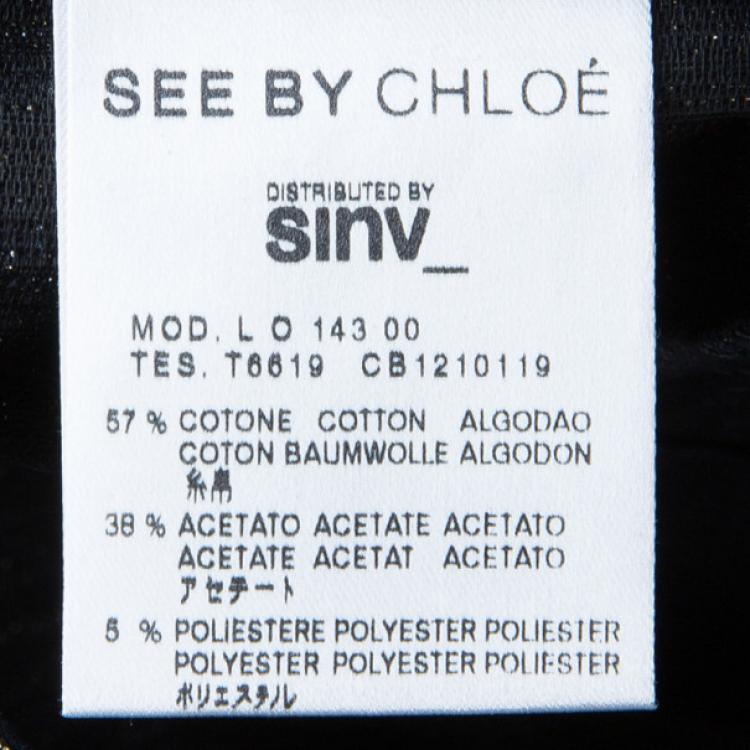 SEE BY CHLOÉ
DISTRIBUTED BY
sinv_
MOD. L O 143 00
TES. T6619 CB1210119
57 % COTONE COTTON ALGODAO
COTON BAUMWOLLE ALGODON
38 % ACETATO ACETATE ACETATO
ACETATE ACETAT ACETATO
アセテート
5 % POLIESTERE POLYESTER POLIESTER
POLYESTER POLYESTER POLIESTER
ポリエステル